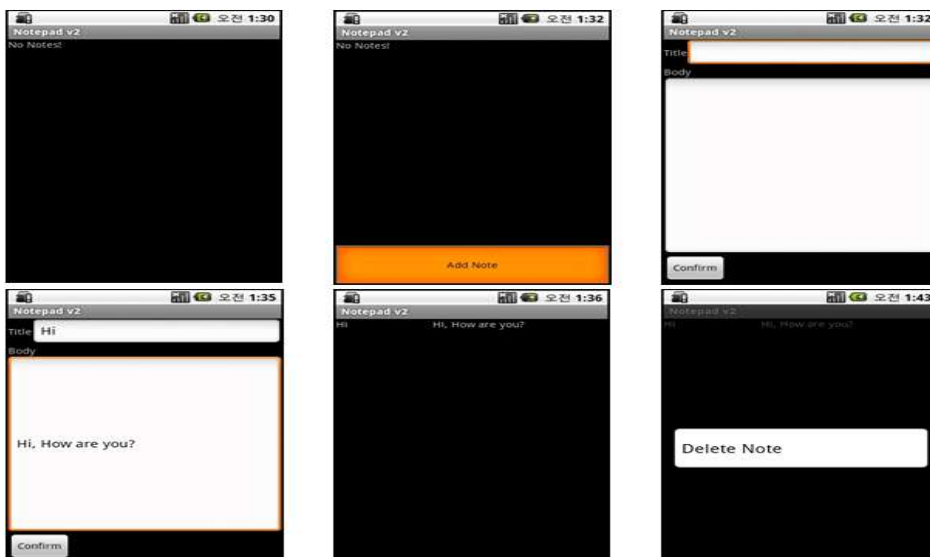 오전 1:30
Notepad v2
No Notes!
오전 1:32
Notepad v2
No Notes!
Add Note
오전 1:32
Notepad v2
Title
Body
Confirm
오전 1:35
Notepad v2
Title Hi
Body
Hi, How are you?
Confirm
오전 1:36
Notepad v2
Hi Hi, How are you?
오전 1:43
Notepad v2
Hi Hi, How are you?
Delete Note